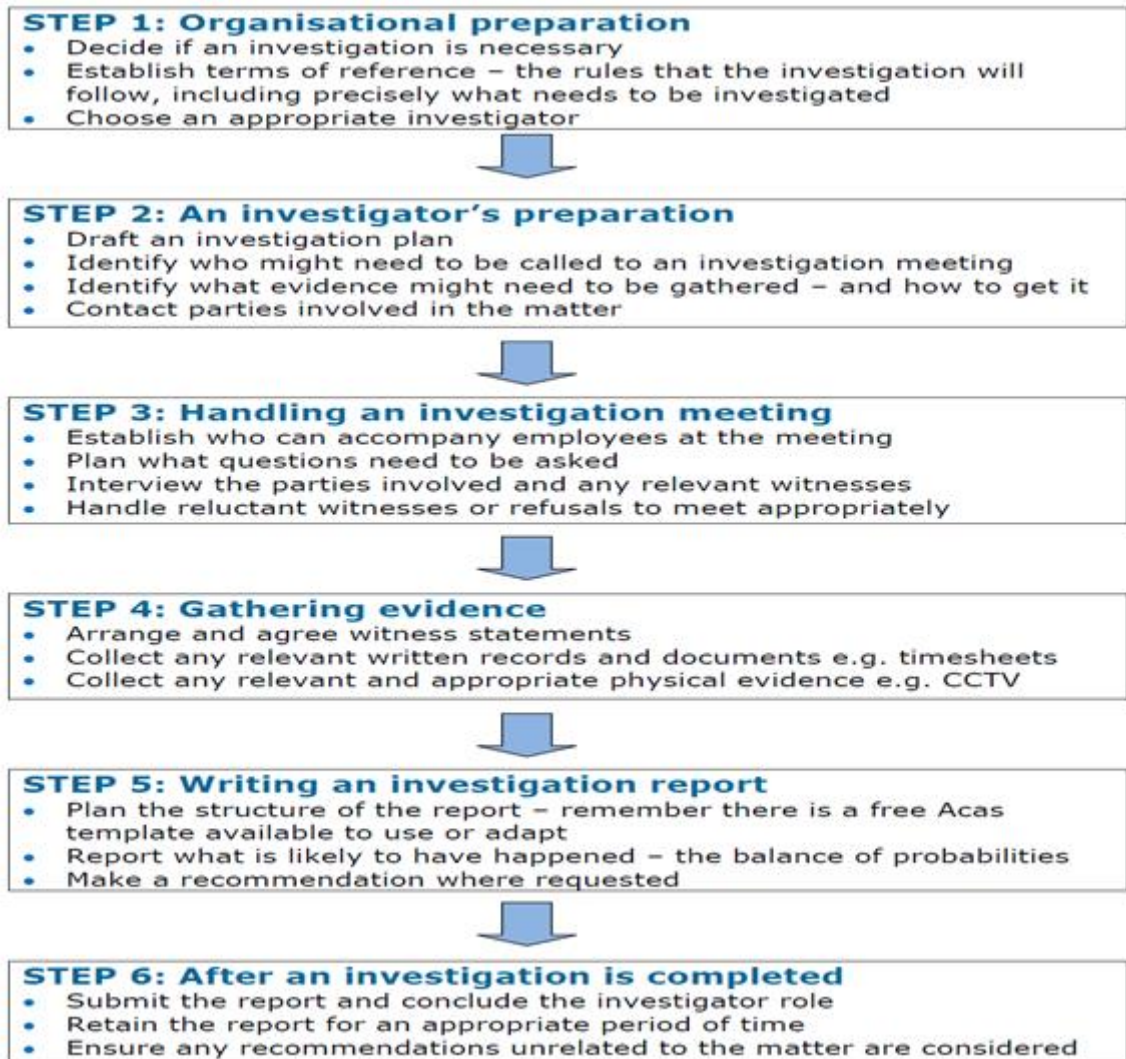 STEP 1: Organisational preparation
• Decide if an investigation is necessary
• Establish terms of reference – the rules that the investigation will
follow, including precisely what needs to be investigated
• Choose an appropriate investigator
STEP 2: An investigator's preparation
• Draft an investigation plan
• Identify who might need to be called to an investigation meeting
• Identify what evidence might need to be gathered – and how to get it
• Contact parties involved in the matter
STEP 3: Handling an investigation meeting
• Establish who can accompany employees at the meeting
• Plan what questions need to be asked
• Interview the parties involved and any relevant witnesses
• Handle reluctant witnesses or refusals to meet appropriately
STEP 4: Gathering evidence
• Arrange and agree witness statements
• Collect any relevant written records and documents e.g. timesheets
• Collect any relevant and appropriate physical evidence e.g. CCTV
STEP 5: Writing an investigation report
• Plan the structure of the report – remember there is a free Acas
template available to use or adapt
• Report what is likely to have happened – the balance of probabilities
• Make a recommendation where requested
STEP 6: After an investigation is completed
• Submit the report and conclude the investigator role
• Retain the report for an appropriate period of time
• Ensure any recommendations unrelated to the matter are considered